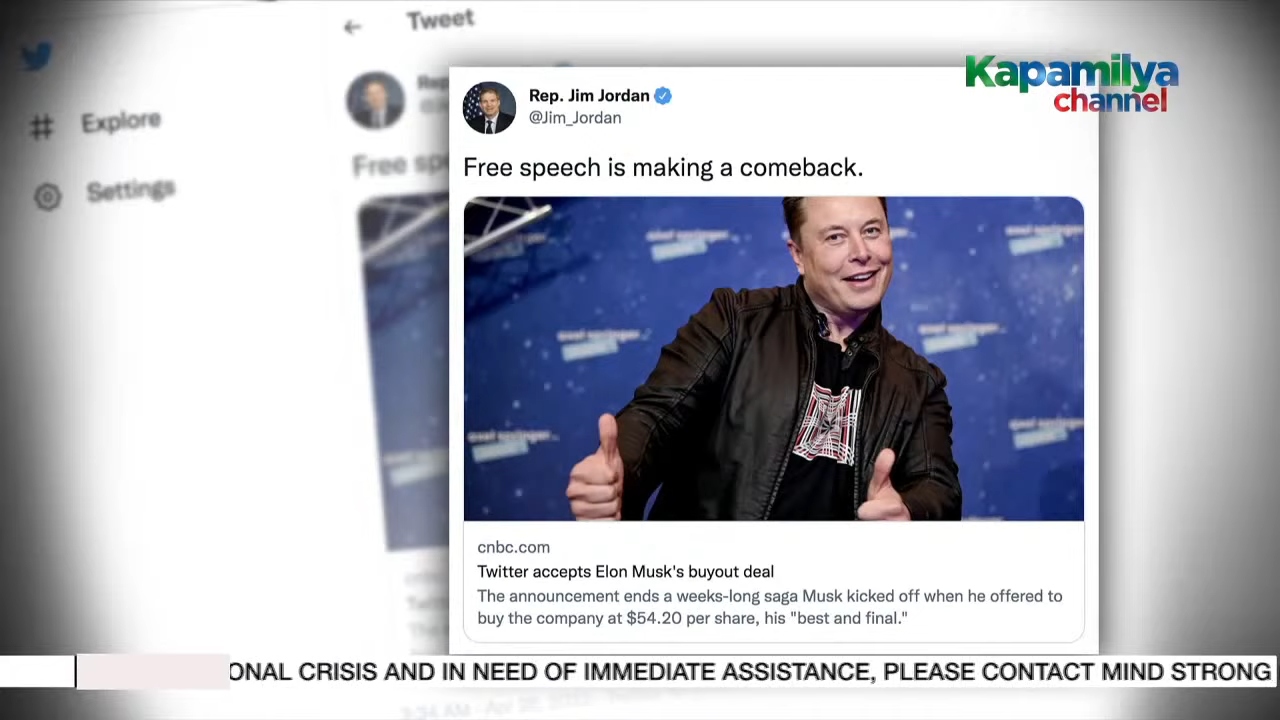 Tweet
Explore
Settings
Free
Kapamilya
channel
Rep. Jim Jordan
@Jim_Jordan
Free speech is making a comeback.
cnbc.com
Twitter accepts Elon Musk's buyout deal
The announcement ends a weeks-long saga Musk kicked off when he offered to
buy the company at $54.20 per share, his "best and final."
ONAL CRISIS AND IN NEED OF IMMEDIATE ASSISTANCE, PLEASE CONTACT MIND STRONG